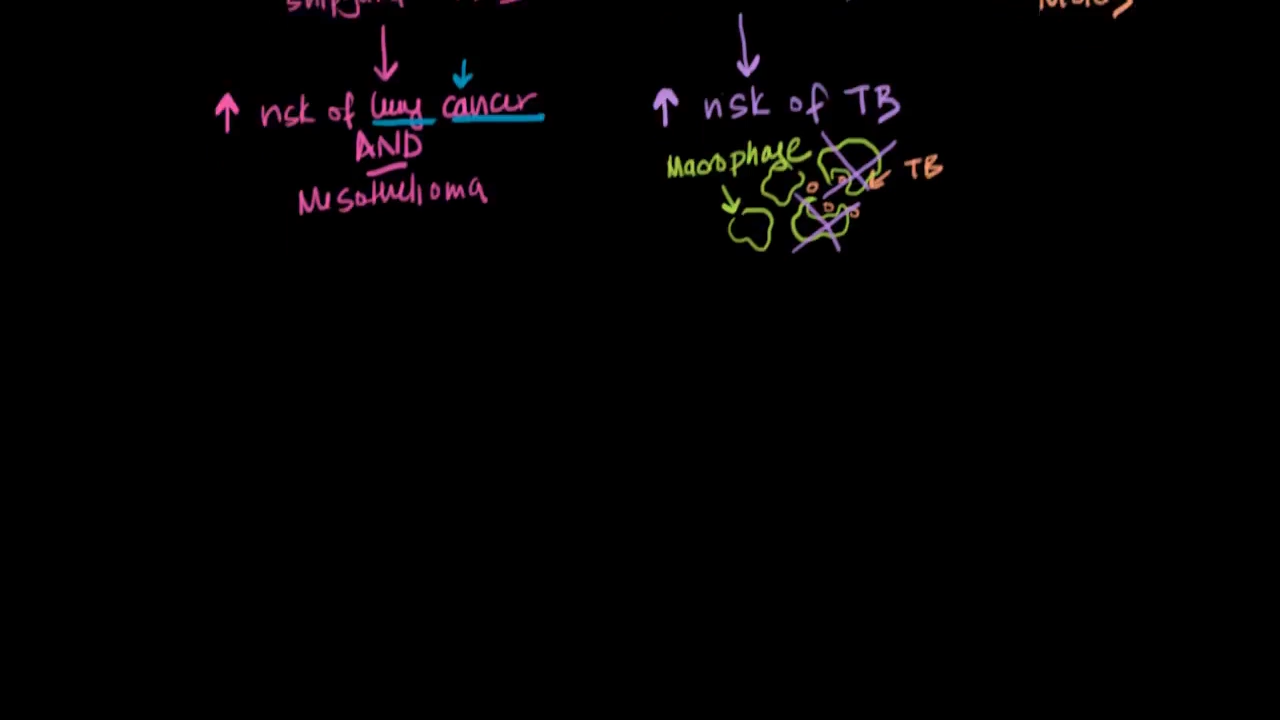 ↑ risk of lung cancer
AND
Mesothelioma
↑ risk of TB
Macrophage
TB